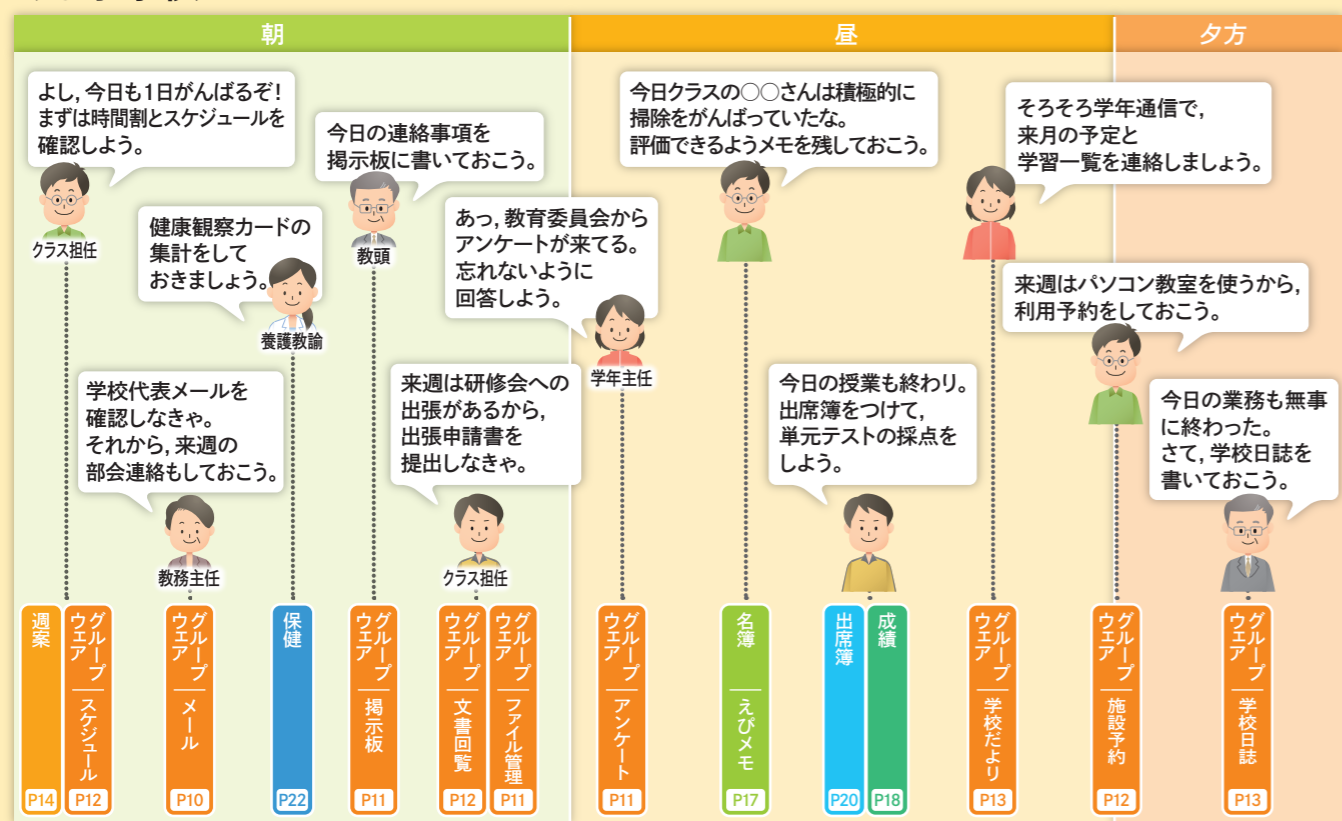 朝
昼
夕方
よし,今日も1日がんばるぞ!
まずは時間割とスケジュールを
確認しよう。
クラス担任
今日の連絡事項を
掲示板に書いておこう。
教頭
健康観察カードの
集計をして
おきましょう。
養護教諭
あっ,教育委員会から
アンケートが来てる。
忘れないように
回答しよう。
学年主任
学校代表メールを
確認しなきゃ。
それから,来週の
部会連絡もしておこう。
教務主任
来週は研修会への
出張があるから,
出張申請書を
提出しなきゃ。
クラス担任
今日クラスの○○さんは積極的に
掃除をがんばっていたな。
評価できるようメモを残しておこう。
今日の授業も終わり。
出席簿をつけて,
単元テストの採点を
しよう。
そろそろ学年通信で,
来月の予定と
学習一覧を連絡しましょう。
来週はパソコン教室を使うから,
利用予約をしておこう。
今日の業務も無事
に終わった。
さて,学校日誌を
書いておこう。
週案
P14
グループ
ウェア
スケジュール
P12
グループ
ウェア
メール
P10
保健
P22
グループ
ウェア
掲示板
P11
グループ
ウェア
文書回覧
P12
グループ
ウェア
ファイル管理
P11
グループ
ウェア
アンケート
P11
名簿
えぴメモ
P17
出席簿
P20
成績
P18
グループ
ウェア
学校だより
P13
グループ
ウェア
施設予約
P12
グループ
ウェア
学校日誌
P13